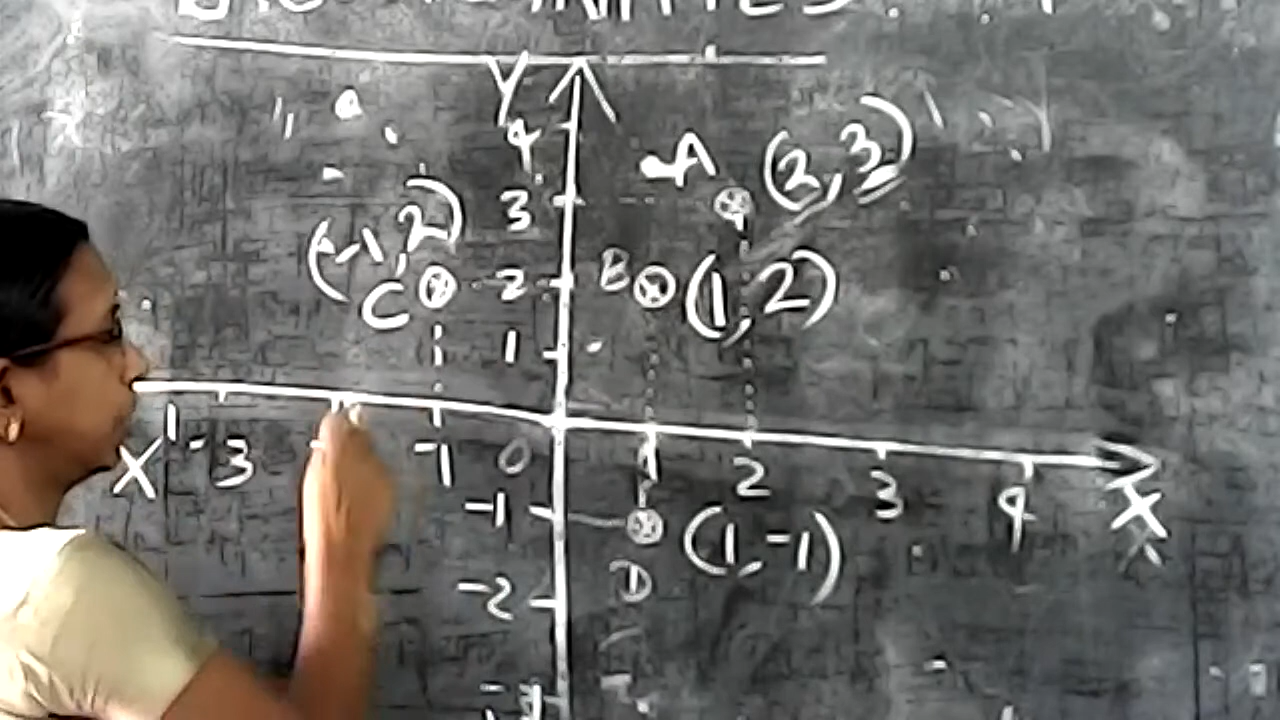 Y
4
A (2,3)
3
(-1,2)
C 2 B (1,2)
1
X' -3 -1 0 1 2 3 4 X
-1 (1,-1)
D
-2